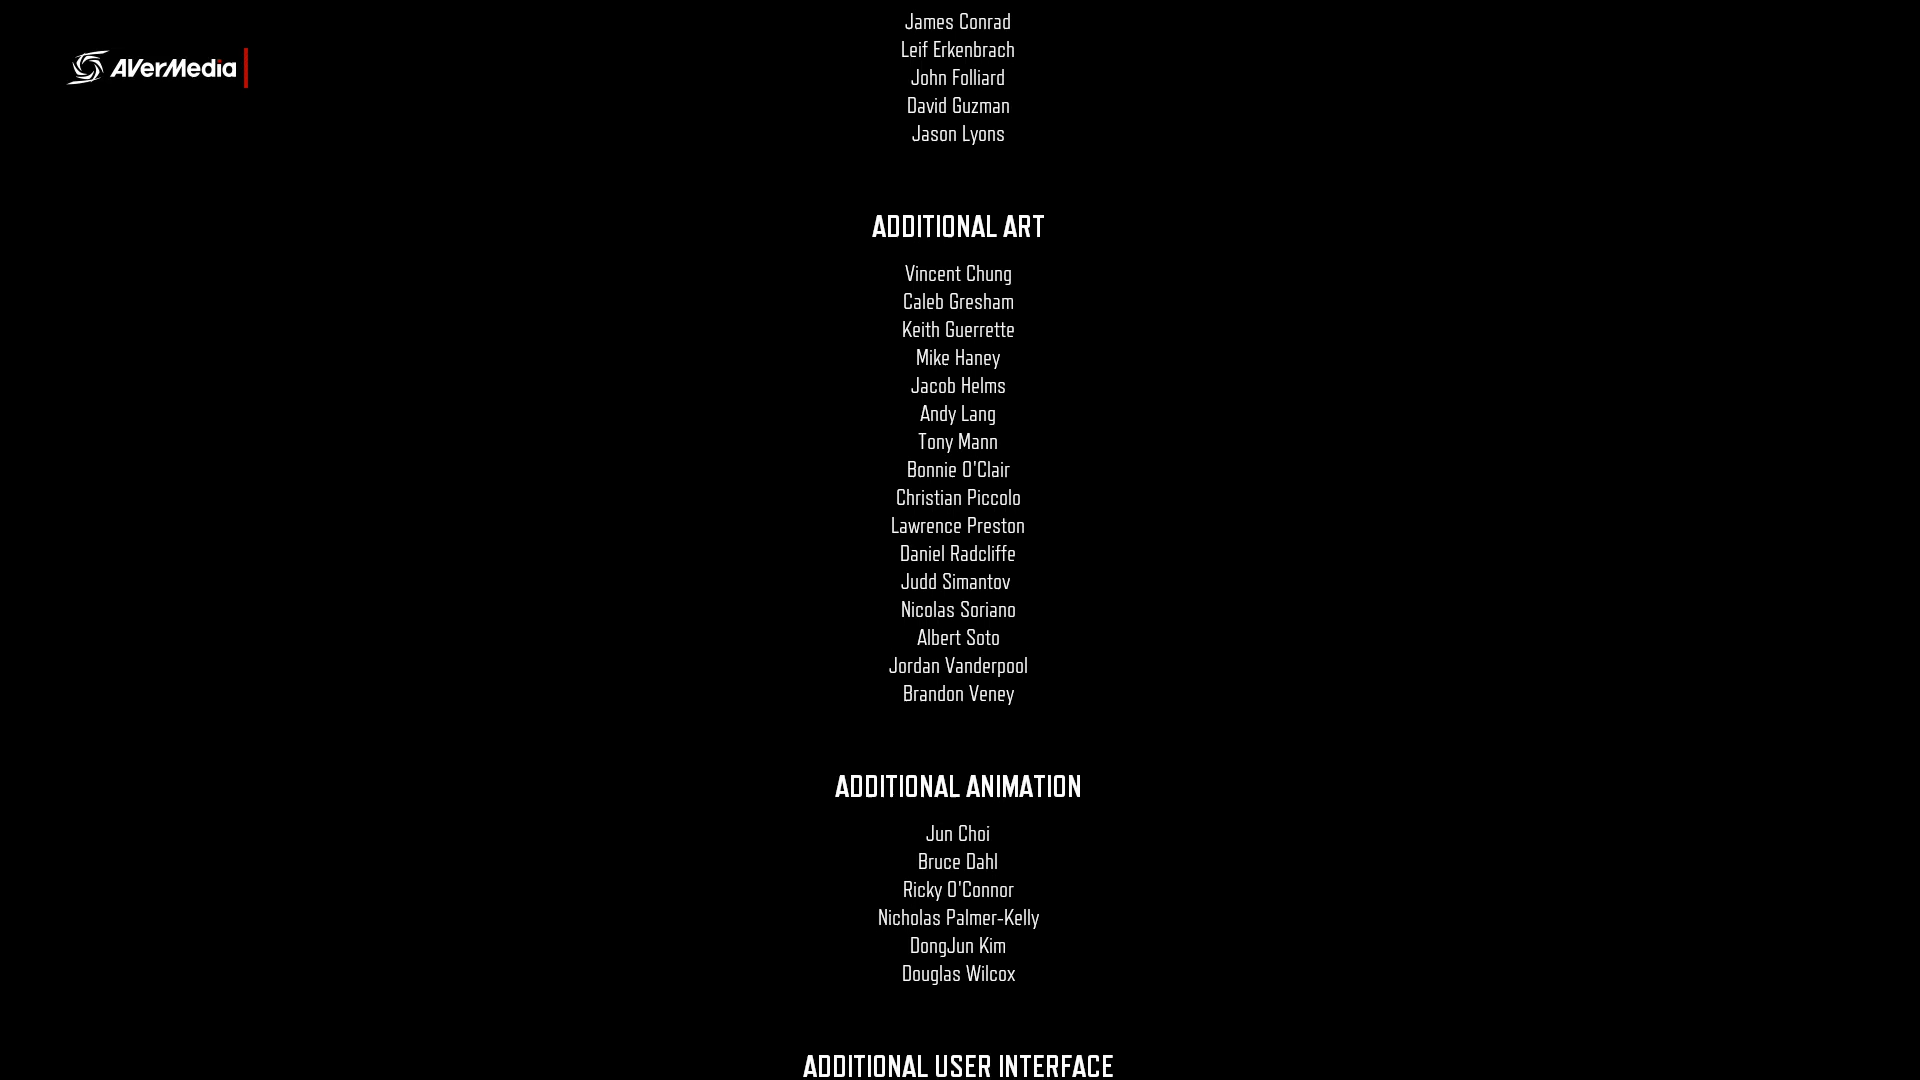 James Conrad
AVerMedia
Leif Erkenbrach
John Folliard
David Guzman
Jason Lyons
ADDITIONAL ART
Vincent Chung
Caleb Gresham
Keith Guerrette
Mike Haney
Jacob Helms
Andy Lang
Tony Mann
Bonnie O'Clair
Christian Piccolo
Lawrence Preston
Daniel Radcliffe
Judd Simantov
Nicolas Soriano
Albert Soto
Jordan Vanderpool
Brandon Veney
ADDITIONAL ANIMATION
Jun Choi
Bruce Dahl
Ricky O'Connor
Nicholas Palmer-Kelly
DongJun Kim
Douglas Wilcox
ADDITIONAL USER INTERFACE